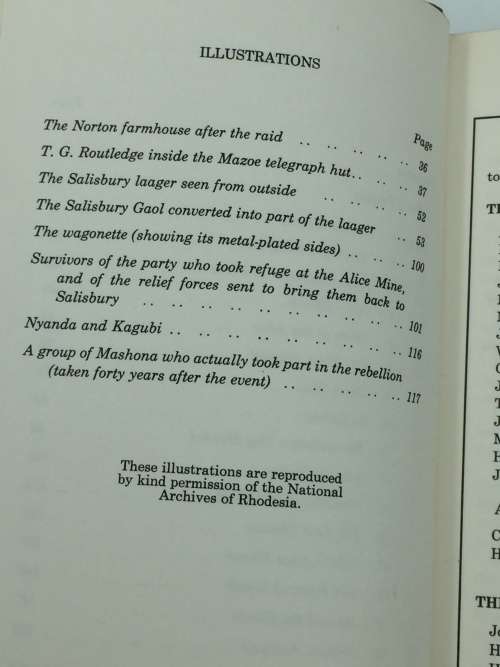 ILLUSTRATIONS
Page
The Norton farmhouse after the raid .. .. .. .. .. 36
T. G. Routledge inside the Mazoe telegraph hut.. .. .. 37
The Salisbury laager seen from outside .. .. .. .. 52
The Salisbury Gaol converted into part of the laager .. 53
The wagonette (showing its metal-plated sides) .. .. .. 100
Survivors of the party who took refuge at the Alice Mine,
and of the relief forces sent to bring them back to
Salisbury .. .. .. .. .. .. .. .. .. .. 101
Nyanda and Kagubi .. .. .. .. .. .. .. .. .. 116
A group of Mashona who actually took part in the rebellion
(taken forty years after the event) .. .. .. .. .. 117
These illustrations are reproduced
by kind permission of the National
Archives of Rhodesia.
to